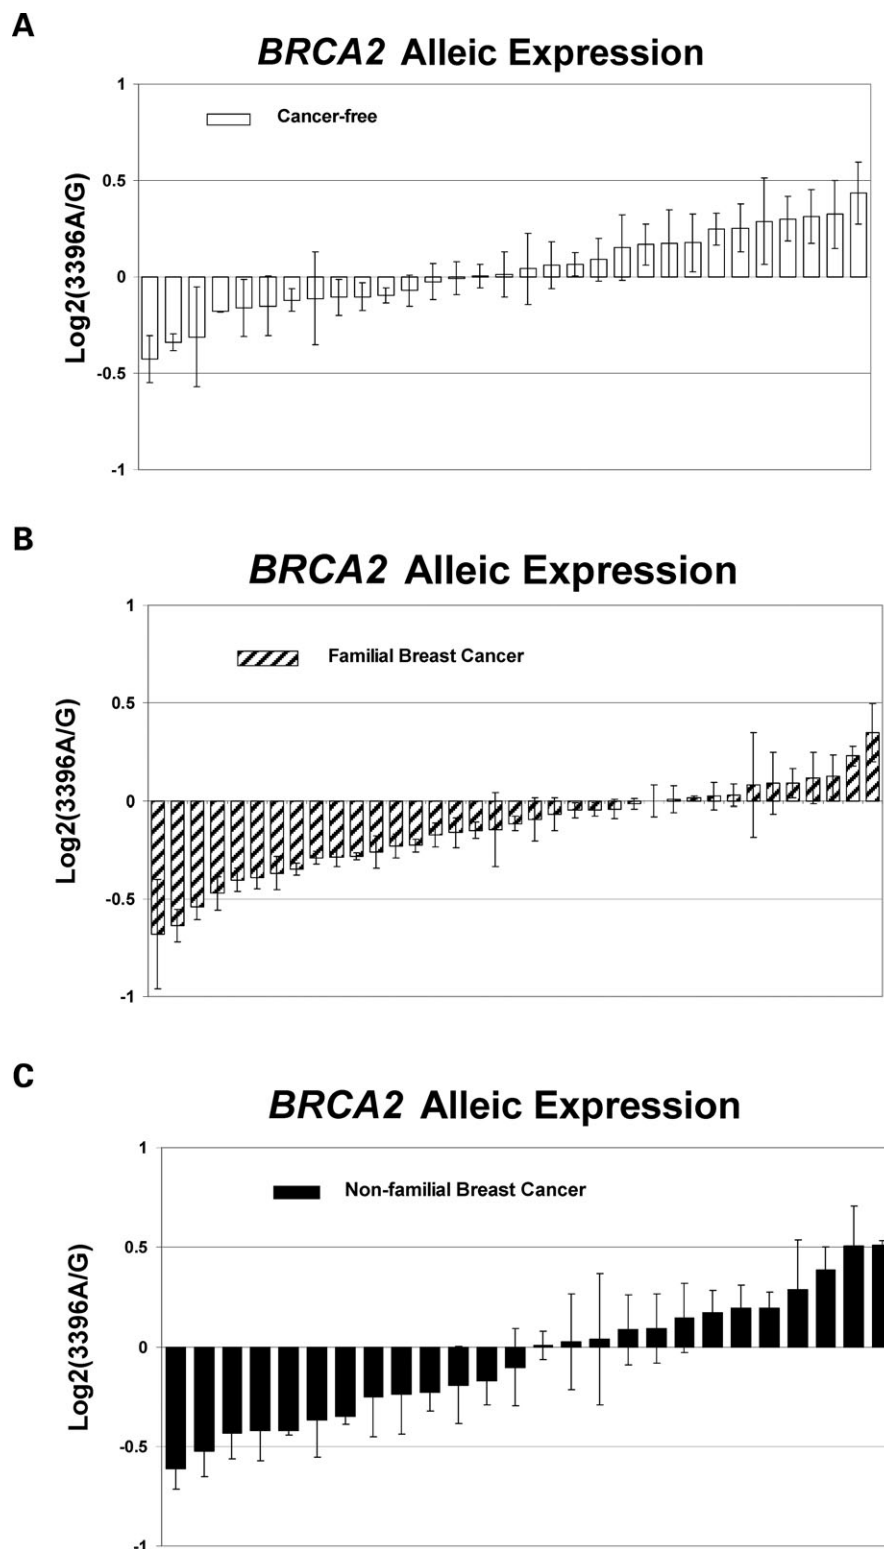 A
BRCA2 Alleic Expression
1
Cancer-free
0.5
Log2(3396A/G)
0
-0.5
-1
B
BRCA2 Alleic Expression
1
Familial Breast Cancer
0.5
Log2(3396A/G)
0
-0.5
-1
C
BRCA2 Alleic Expression
1
Non-familial Breast Cancer
0.5
Log2(3396A/G)
0
-0.5
-1